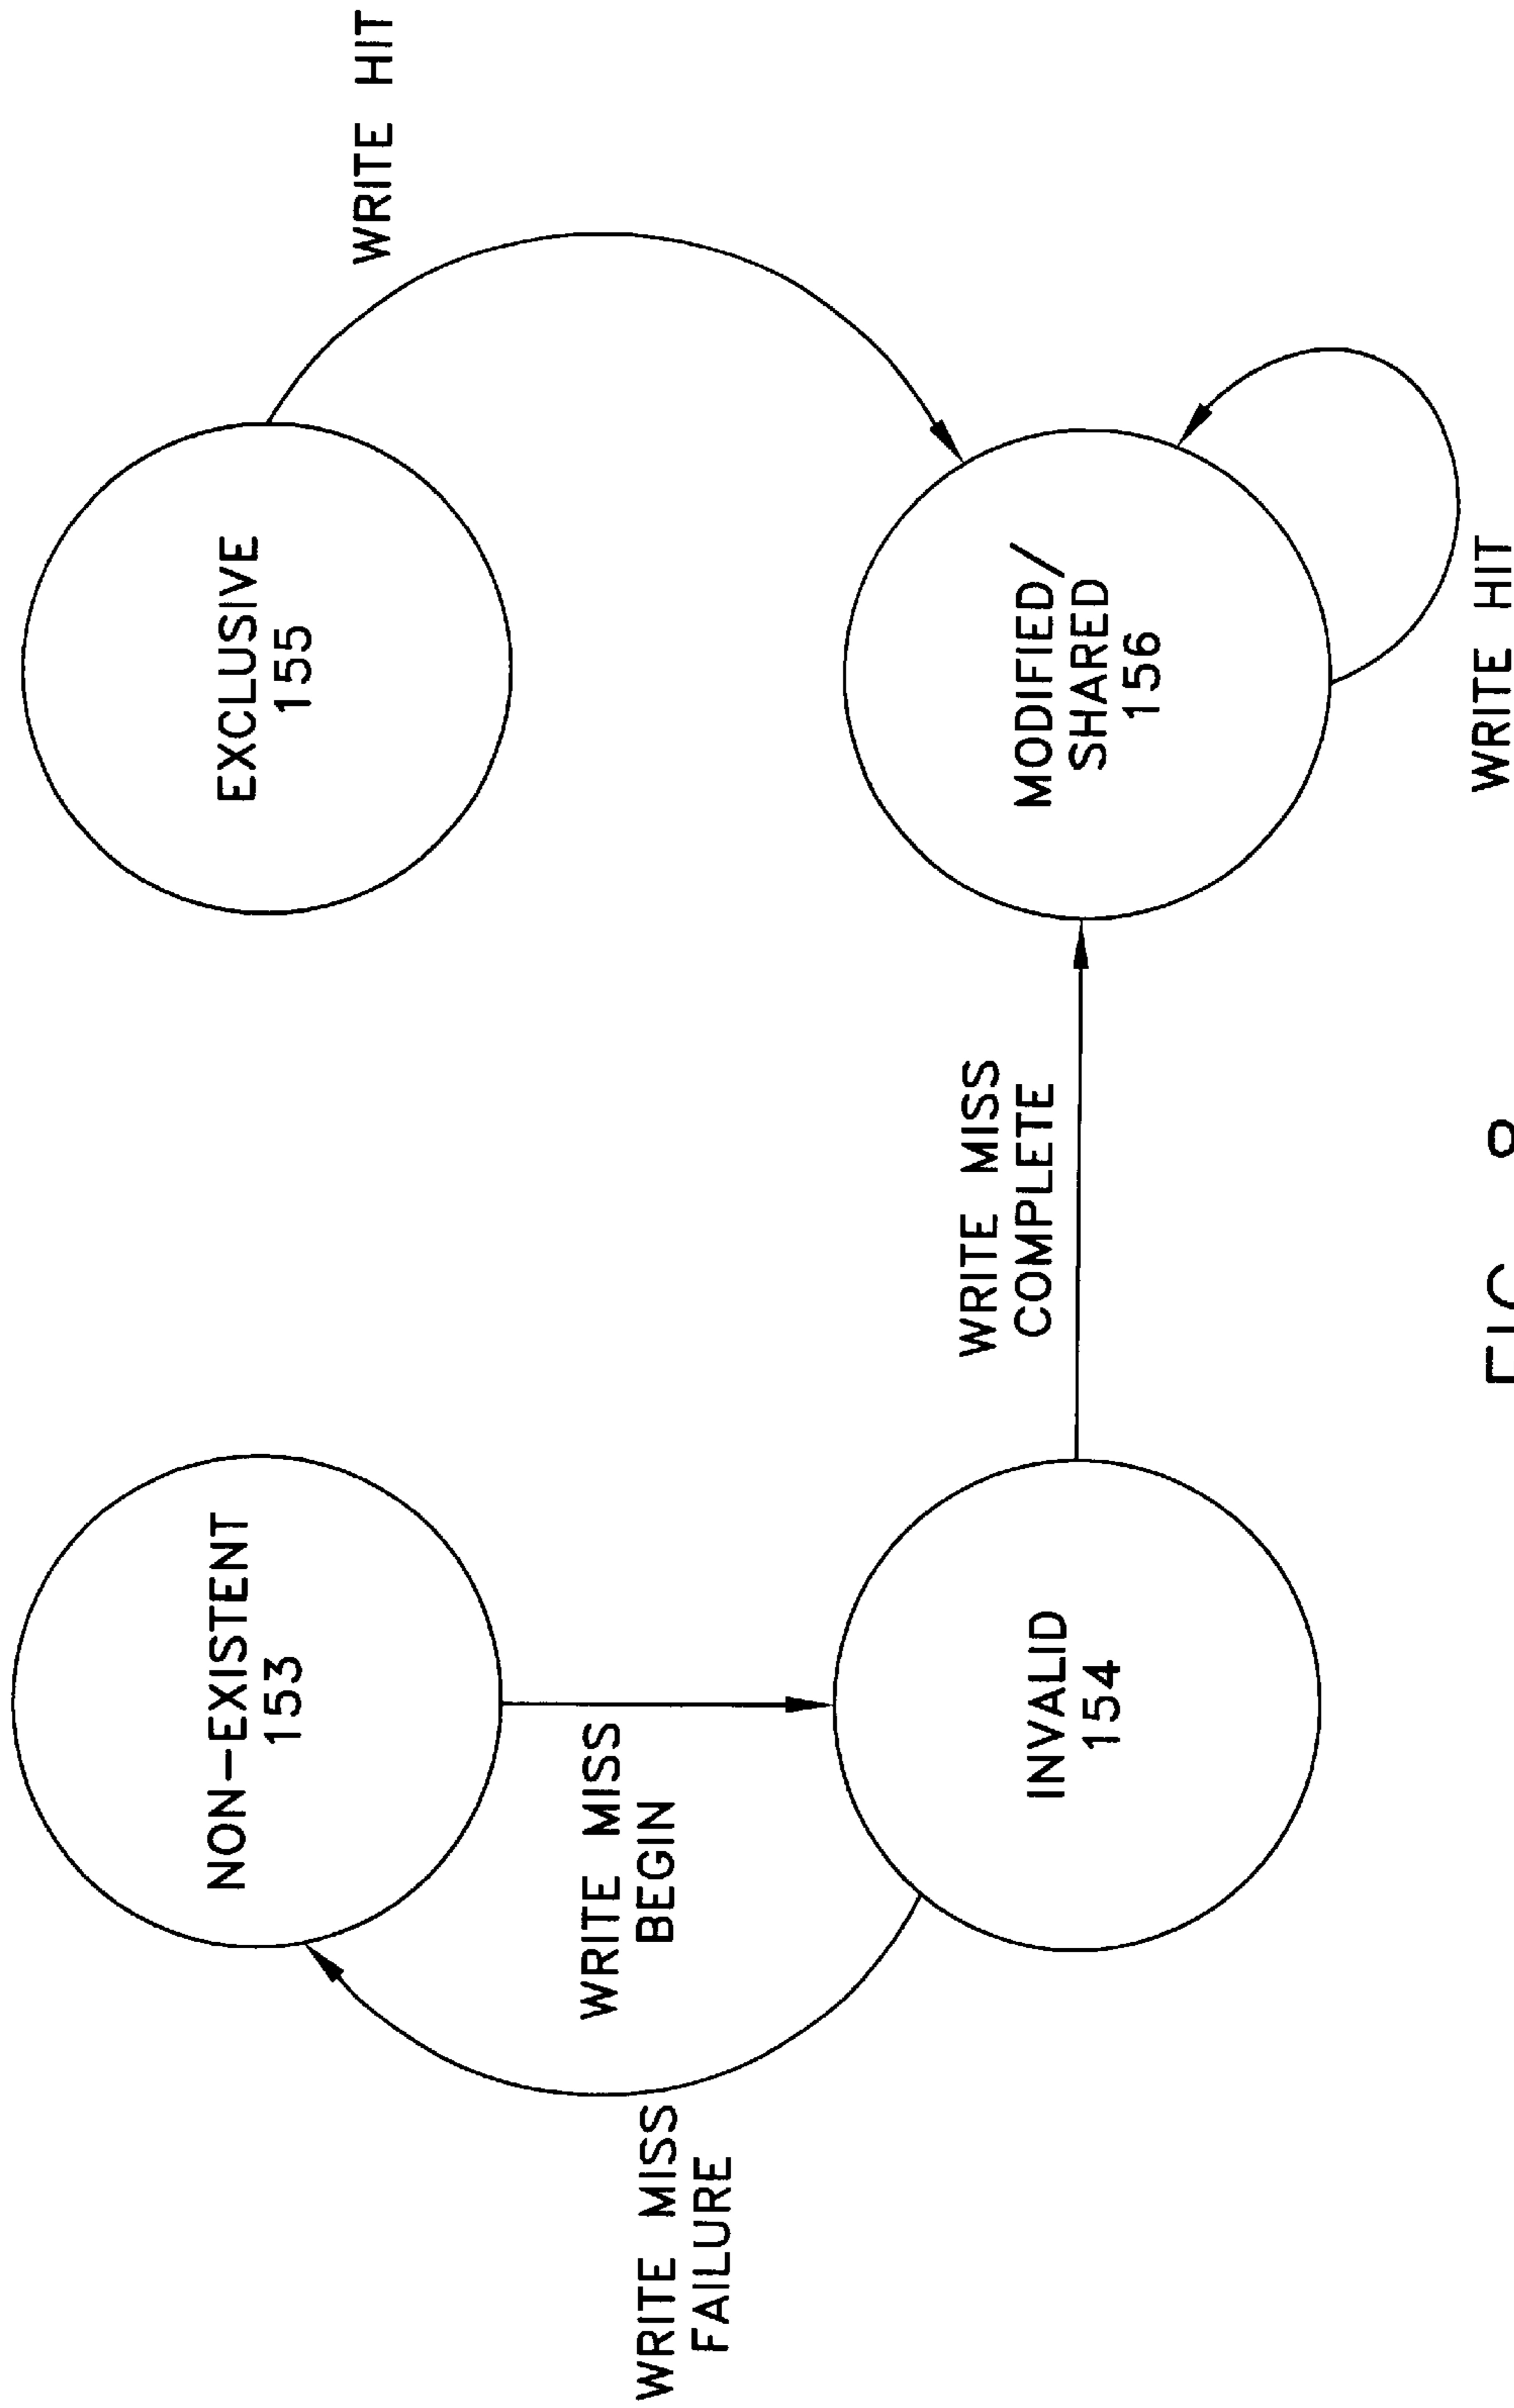 NON-EXISTENT
153
EXCLUSIVE
155
WRITE HIT
WRITE MISS
BEGIN
WRITE MISS
FAILURE
WRITE MISS
COMPLETE
INVALID
154
MODIFIED/
SHARED
156
WRITE HIT